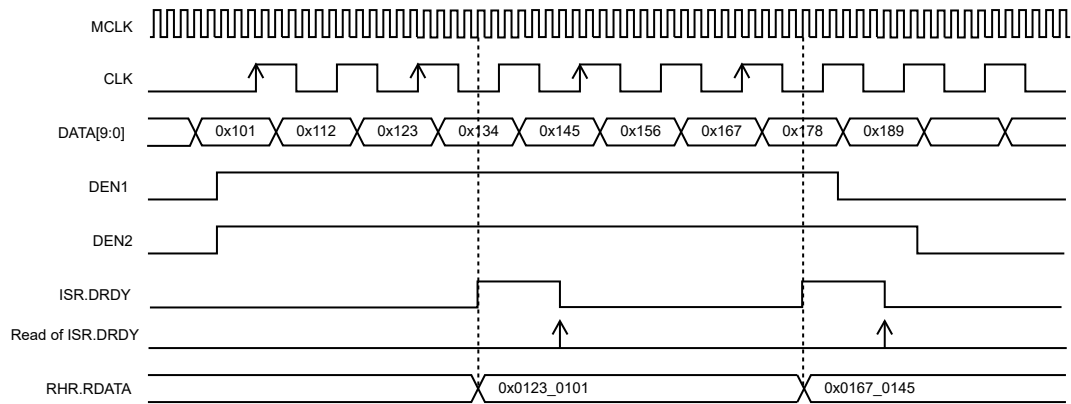 MCLK
CLK
DATA[9:0] 0x101 0x112 0x123 0x134 0x145 0x156 0x167 0x178 0x189
DEN1
DEN2
ISR.DRDY
Read of ISR.DRDY
RHR.RDATA 0x0123_0101 0x0167_0145